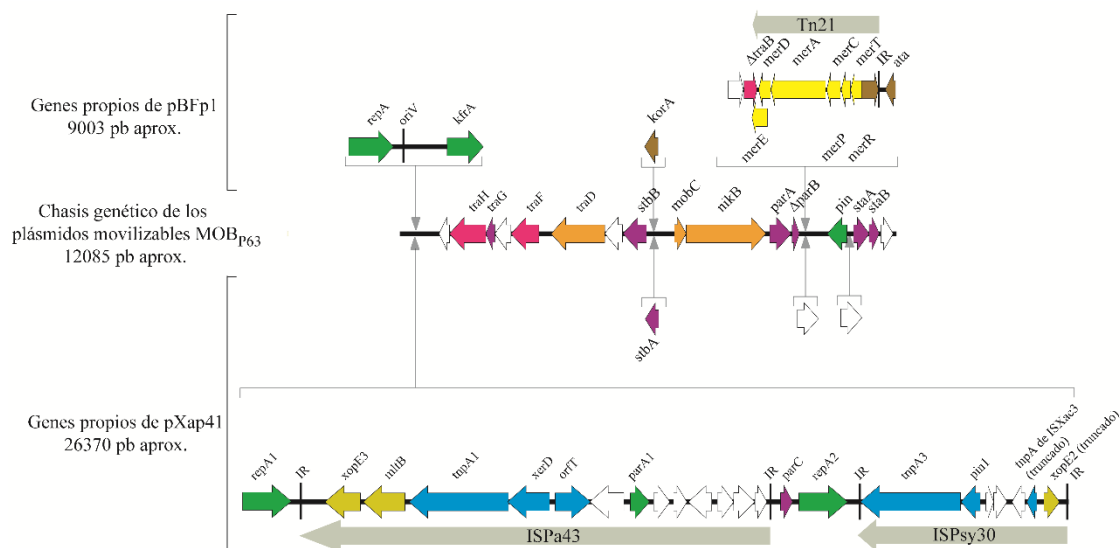 Tn21
ΔtraB
merD
merA
merC
merT
IR
ata
Genes propios de pBFp1
9003 pb aprox.
repA
oriV
kfrA
korA
merE
merP
merR
Chasis genético de los
plásmidos movilizables MOBP63
12085 pb aprox.
traH
traG
traF
traD
stbB
mobC
nikB
parA
ΔparB
pin
staA
staB
stbA
Genes propios de pXap41
26370 pb aprox.
repA1
IR
xopE3
mltB
tnpA1
xerD
orfT
parA1
IR
parC
repA2
IR
tnpA3
pin1
tnpA de ISXac3
(truncado)
xopE2 (truncado)
IR
ISPa43
ISPsy30